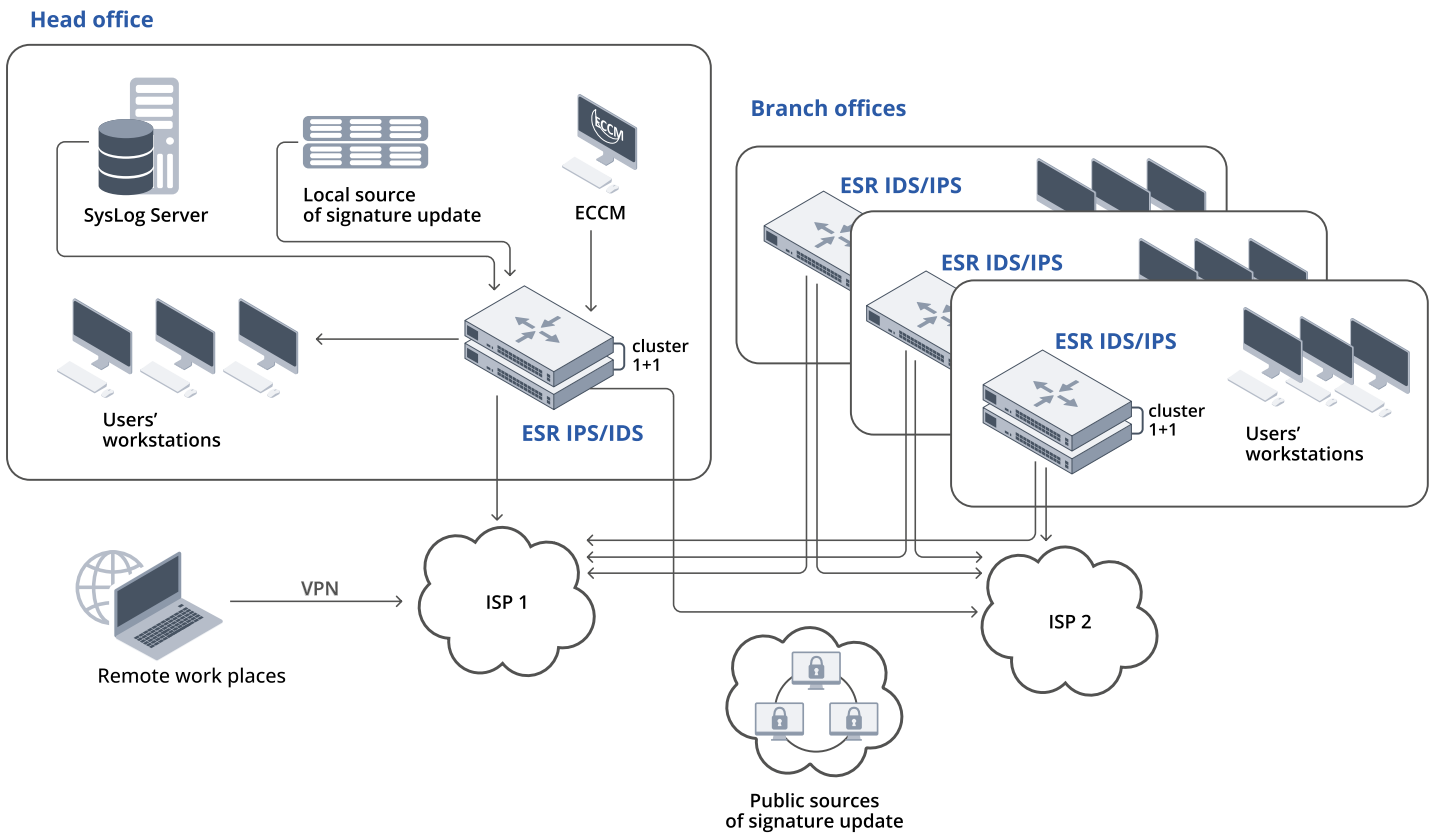 Head office
ECCM
SysLog Server
Local source
of signature update
ECCM
Users’
workstations
cluster
1+1
ESR IPS/IDS
Branch offices
ESR IDS/IPS
ESR IDS/IPS
ESR IDS/IPS
cluster
1+1
Users’
workstations
VPN
Remote work places
ISP 1
ISP 2
Public sources
of signature update